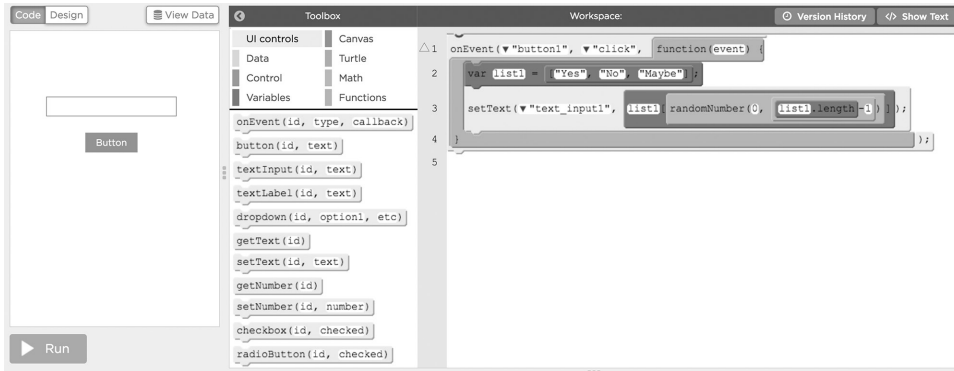 Code Design View Data
Toolbox
Workspace:
Version History </> Show Text
Button
Run
UI controls Canvas
Data Turtle
Control Math
Variables Functions
onEvent(id, type, callback)
button(id, text)
textInput(id, text)
textLabel(id, text)
dropdown(id, option1, etc)
getText(id)
setText(id, text)
getNumber(id)
setNumber(id, number)
checkbox(id, checked)
radioButton(id, checked)
1 onEvent(▼"button1", ▼"click", function(event) {
2 var list1 = ["Yes", "No", "Maybe"];
3 setText(▼"text_input1", list1[randomNumber(0, list1.length-1)]);
4 } );
5